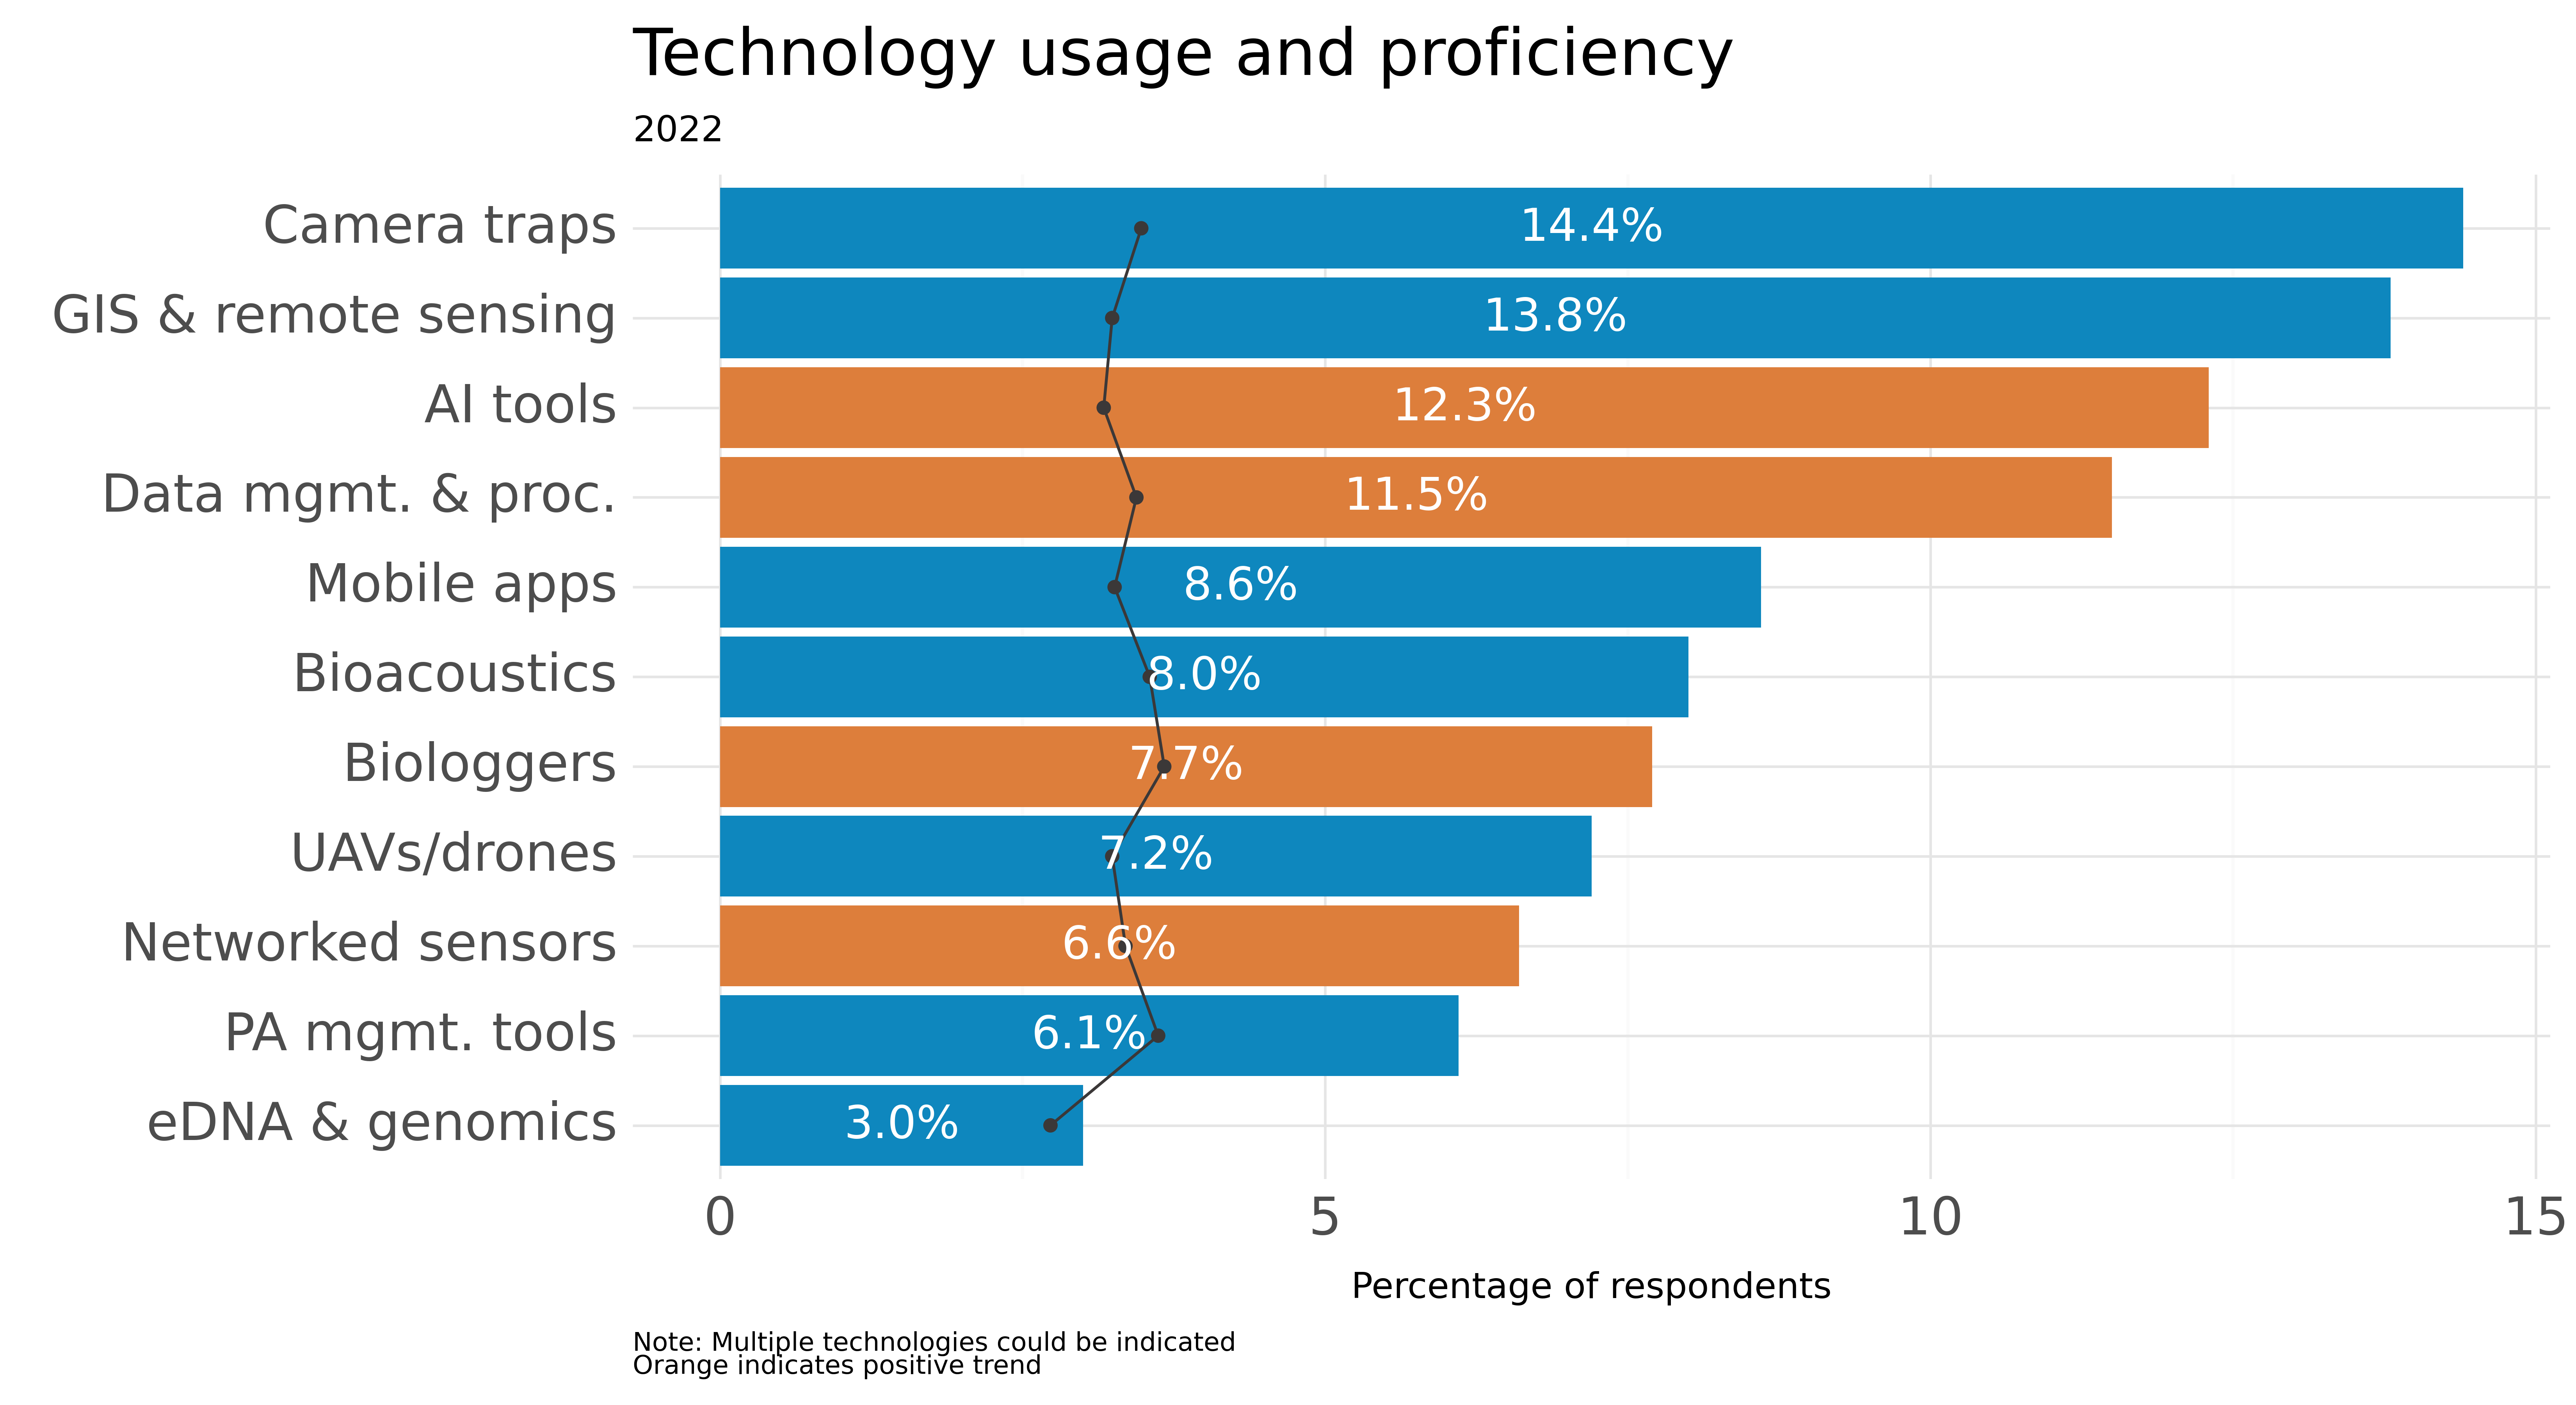 Technology usage and proficiency
2022
Camera traps
14.4%
GIS & remote sensing
13.8%
AI tools
12.3%
Data mgmt. & proc.
11.5%
Mobile apps
8.6%
Bioacoustics
8.0%
Biologgers
7.7%
UAVs/drones
7.2%
Networked sensors
6.6%
PA mgmt. tools
6.1%
eDNA & genomics
3.0%
0 5 10 15
Percentage of respondents
Note: Multiple technologies could be indicated
Orange indicates positive trend